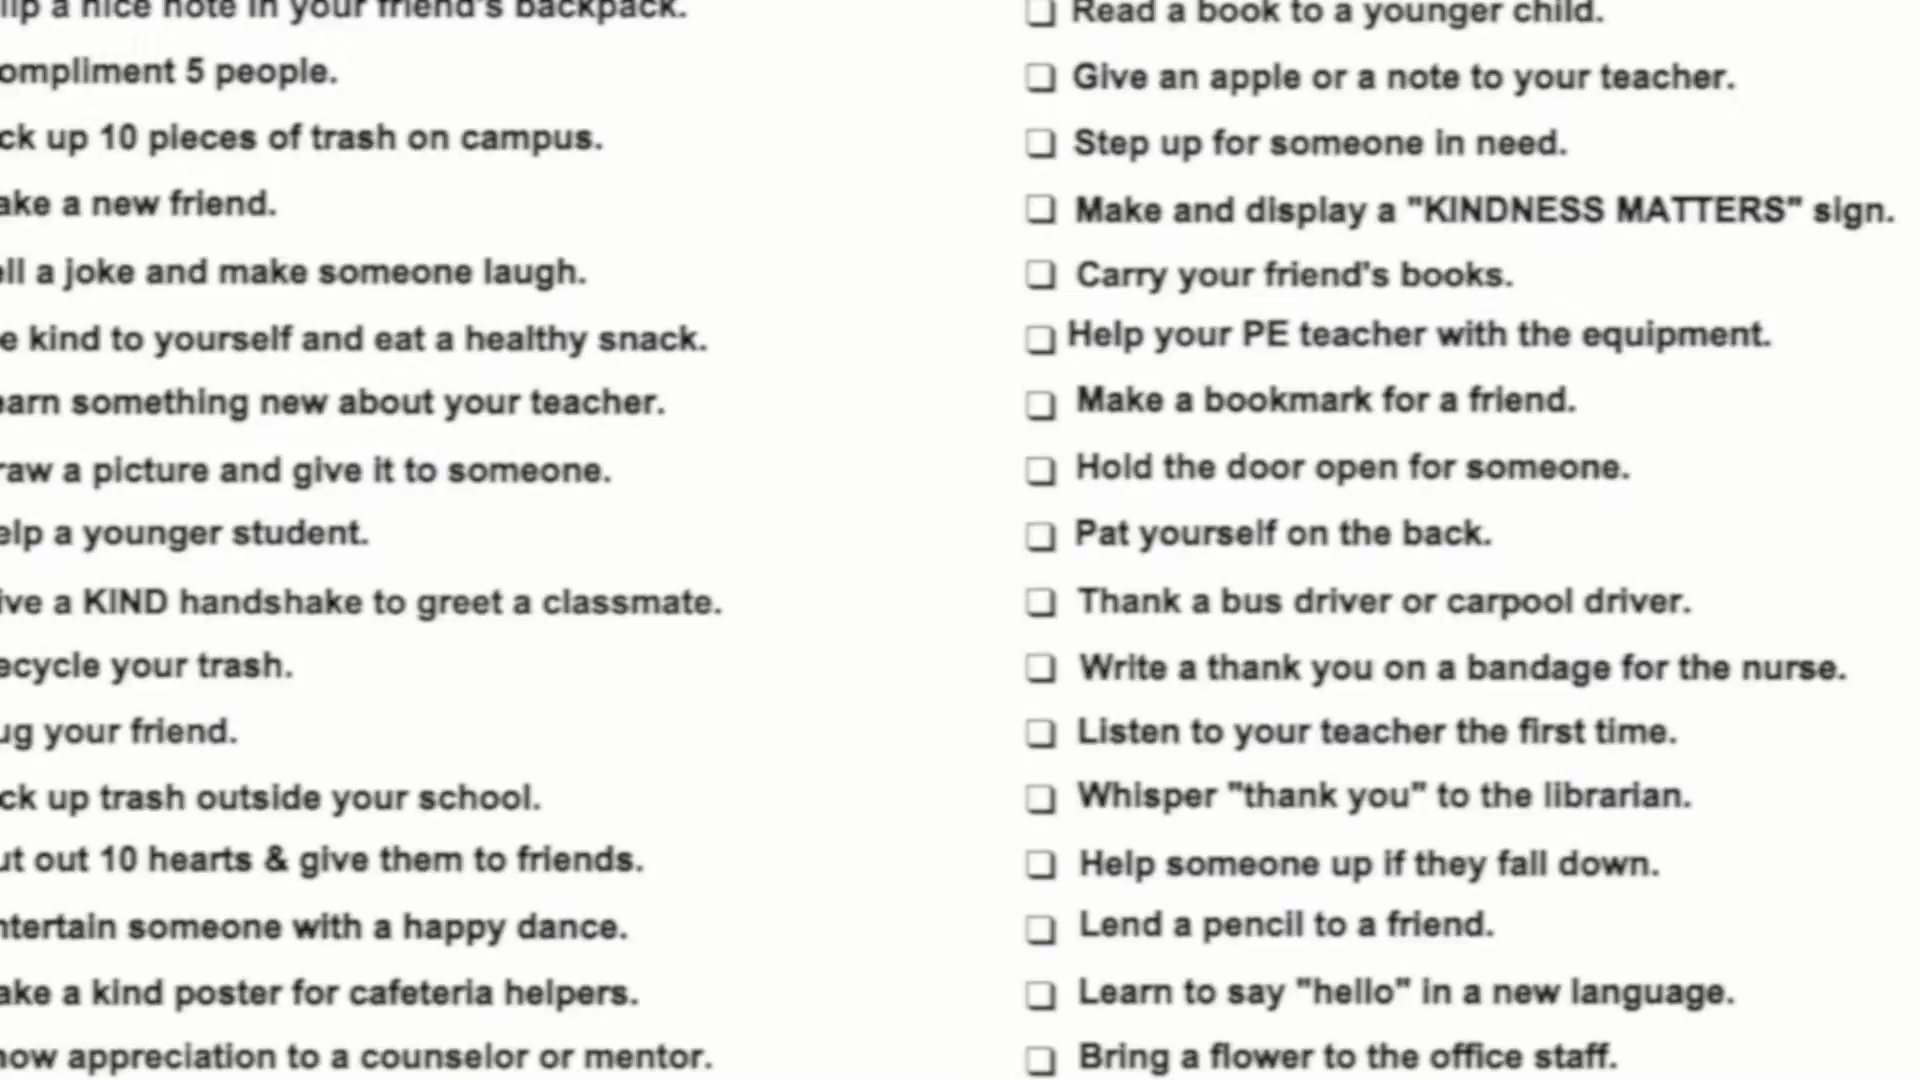 a nice note in your friend's backpack.
ompliment 5 people.
ck up 10 pieces of trash on campus.
ake a new friend.
ell a joke and make someone laugh.
e kind to yourself and eat a healthy snack.
earn something new about your teacher.
raw a picture and give it to someone.
elp a younger student.
ive a KIND handshake to greet a classmate.
ecycle your trash.
ug your friend.
ck up trash outside your school.
ut out 10 hearts & give them to friends.
ntertain someone with a happy dance.
ake a kind poster for cafeteria helpers.
how appreciation to a counselor or mentor.
Read a book to a younger child.
Give an apple or a note to your teacher.
Step up for someone in need.
Make and display a "KINDNESS MATTERS" sign.
Carry your friend's books.
Help your PE teacher with the equipment.
Make a bookmark for a friend.
Hold the door open for someone.
Pat yourself on the back.
Thank a bus driver or carpool driver.
Write a thank you on a bandage for the nurse.
Listen to your teacher the first time.
Whisper "thank you" to the librarian.
Help someone up if they fall down.
Lend a pencil to a friend.
Learn to say "hello" in a new language.
Bring a flower to the office staff.